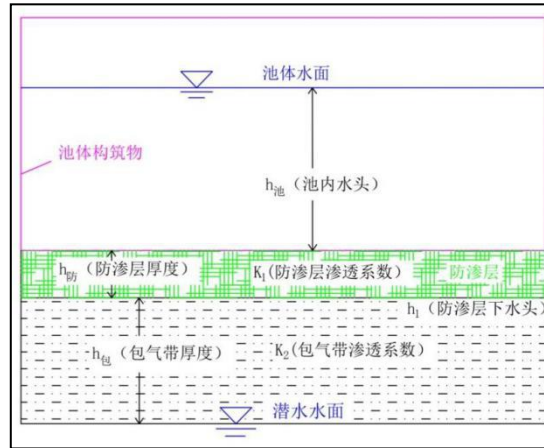 池体水面
池体构筑物
h池（池内水头）
h防（防渗层厚度）
K₁(防渗层渗透系数)
防渗层
h₁(防渗层下水头)
h包（包气带厚度）
K₂(包气带渗透系数)
潜水水面